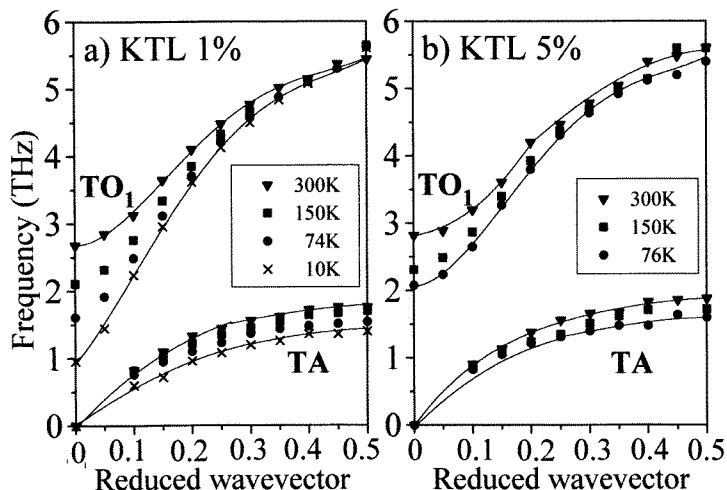 a) KTL 1%
b) KTL 5%
Frequency (THz)
6
5
4
3
2
1
0
TO1
300K
150K
74K
10K
TA
0
0.1
0.2
0.3
0.4
0.5
Reduced wavevector
6
5
4
3
2
1
0
TO1
300K
150K
76K
TA
0
0.1
0.2
0.3
0.4
0.5
Reduced wavevector